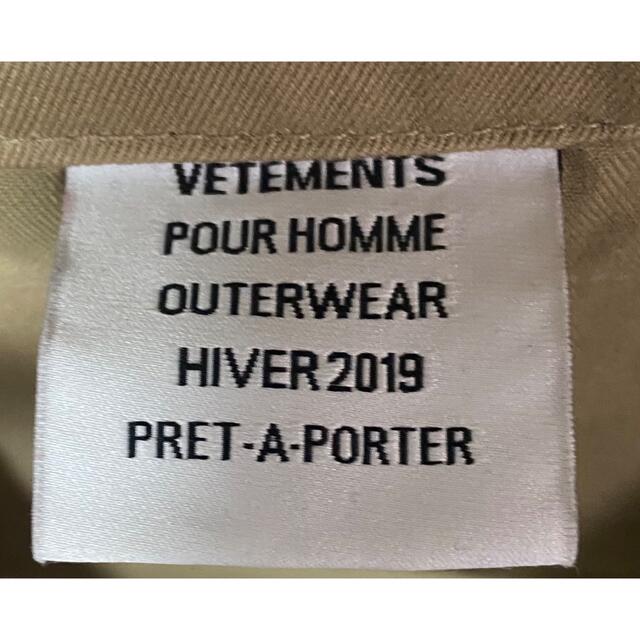 VETEMENTS
POUR HOMME
OUTERWEAR
HIVER 2019
PRET-A-PORTER